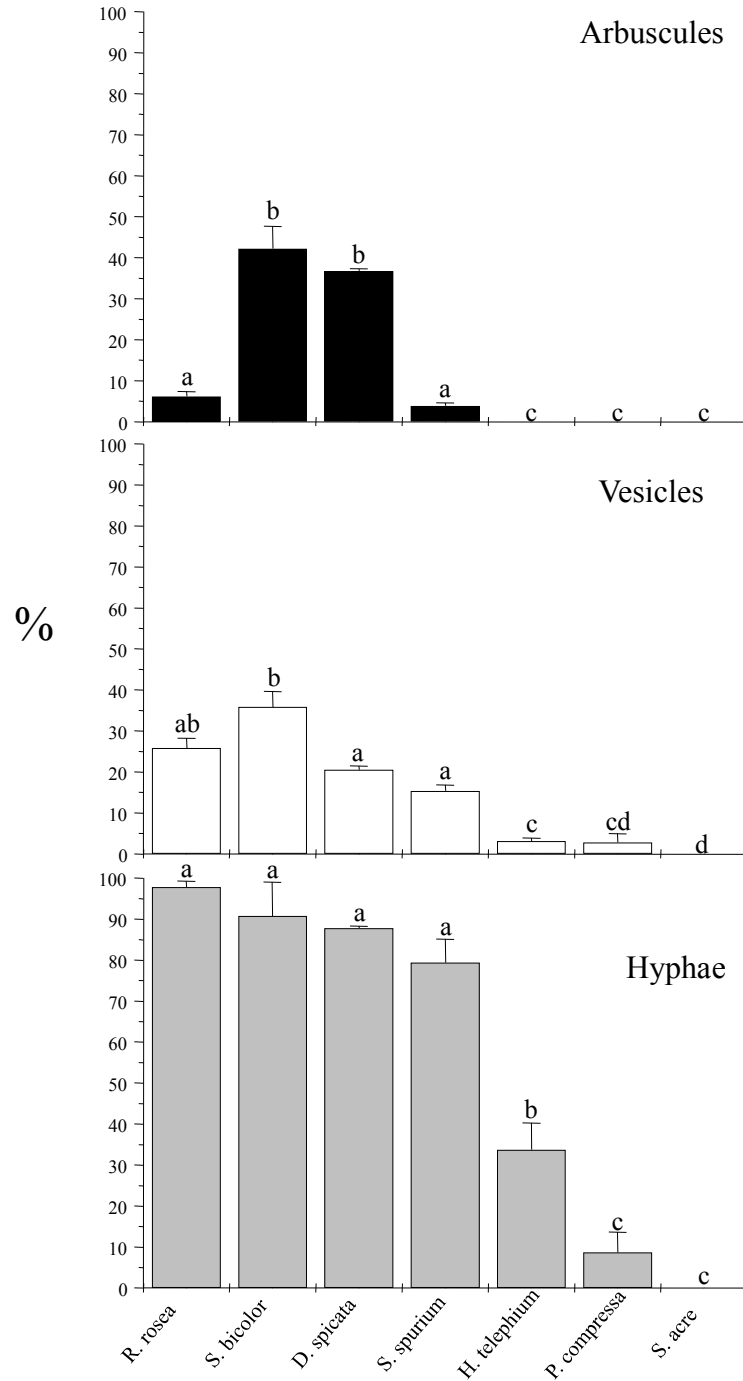 Arbuscules
100
90
80
70
60
50
40
30
20
10
0
a
b
b
a
c
c
c
Vesicles
100
90
80
70
60
50
40
30
20
10
0
ab
b
a
a
c
cd
d
%
Hyphae
100
90
80
70
60
50
40
30
20
10
0
a
a
a
a
b
c
c
R. rosea
S. bicolor
D. spicata
S. spurium
H. telephium
P. compressa
S. acre